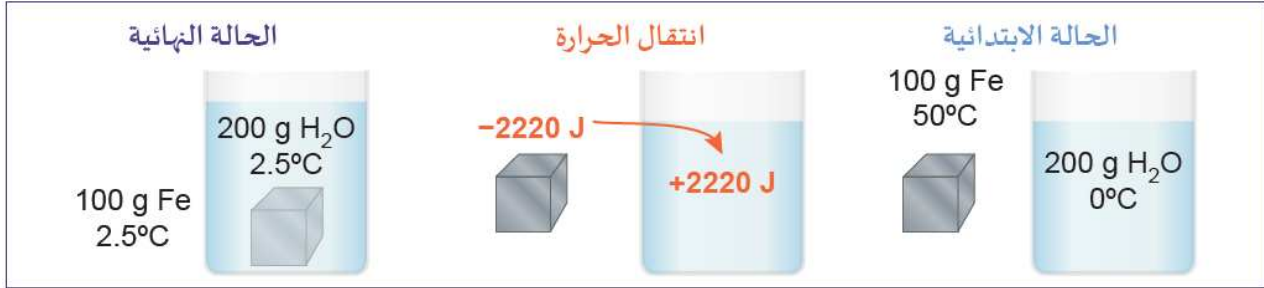 الحالة الابتدائية
100 g Fe
50ºC
200 g H₂O
0ºC
انتقال الحرارة
−2220 J
+2220 J
الحالة النهائية
200 g H₂O
2.5ºC
100 g Fe
2.5ºC